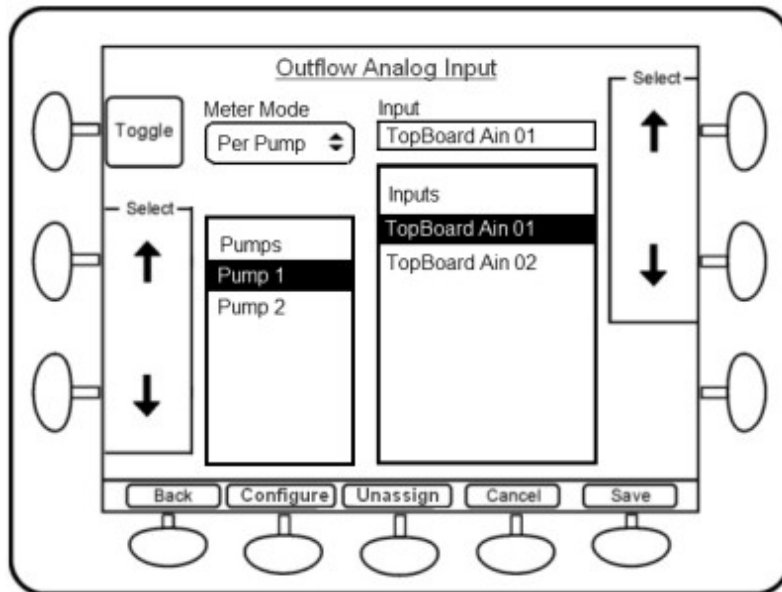 Outflow Analog Input
Select
Toggle
Meter Mode
Per Pump
Input
TopBoard Ain 01
Select
Pumps
Pump 1
Pump 2
Inputs
TopBoard Ain 01
TopBoard Ain 02
Back
Configure
Unassign
Cancel
Save